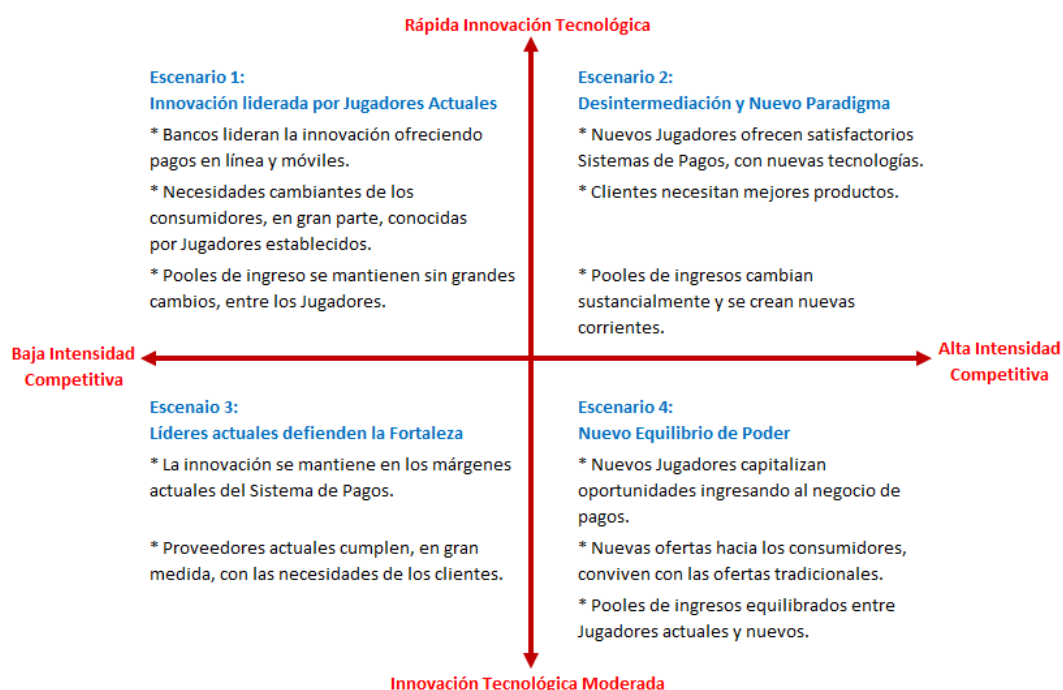 Rápida Innovación Tecnológica
Escenario 1:
Innovación liderada por Jugadores Actuales
* Bancos lideran la innovación ofreciendo
pagos en línea y móviles.
* Necesidades cambiantes de los
consumidores, en gran parte, conocidas
por Jugadores establecidos.
* Pooles de ingreso se mantienen sin grandes
cambios, entre los Jugadores.
Escenario 2:
Desintermediación y Nuevo Paradigma
* Nuevos Jugadores ofrecen satisfactorios
Sistemas de Pagos, con nuevas tecnologías.
* Clientes necesitan mejores productos.
* Pooles de ingresos cambian
sustancialmente y se crean nuevas
corrientes.
Baja Intensidad
Competitiva
Alta Intensidad
Competitiva
Escenaio 3:
Líderes actuales defienden la Fortaleza
* La innovación se mantiene en los márgenes
actuales del Sistema de Pagos.
* Proveedores actuales cumplen, en gran
medida, con las necesidades de los clientes.
Escenario 4:
Nuevo Equilibrio de Poder
* Nuevos Jugadores capitalizan
oportunidades ingresando al negocio de
pagos.
* Nuevas ofertas hacia los consumidores,
conviven con las ofertas tradicionales.
* Pooles de ingresos equilibrados entre
Jugadores actuales y nuevos.
Innovación Tecnológica Moderada